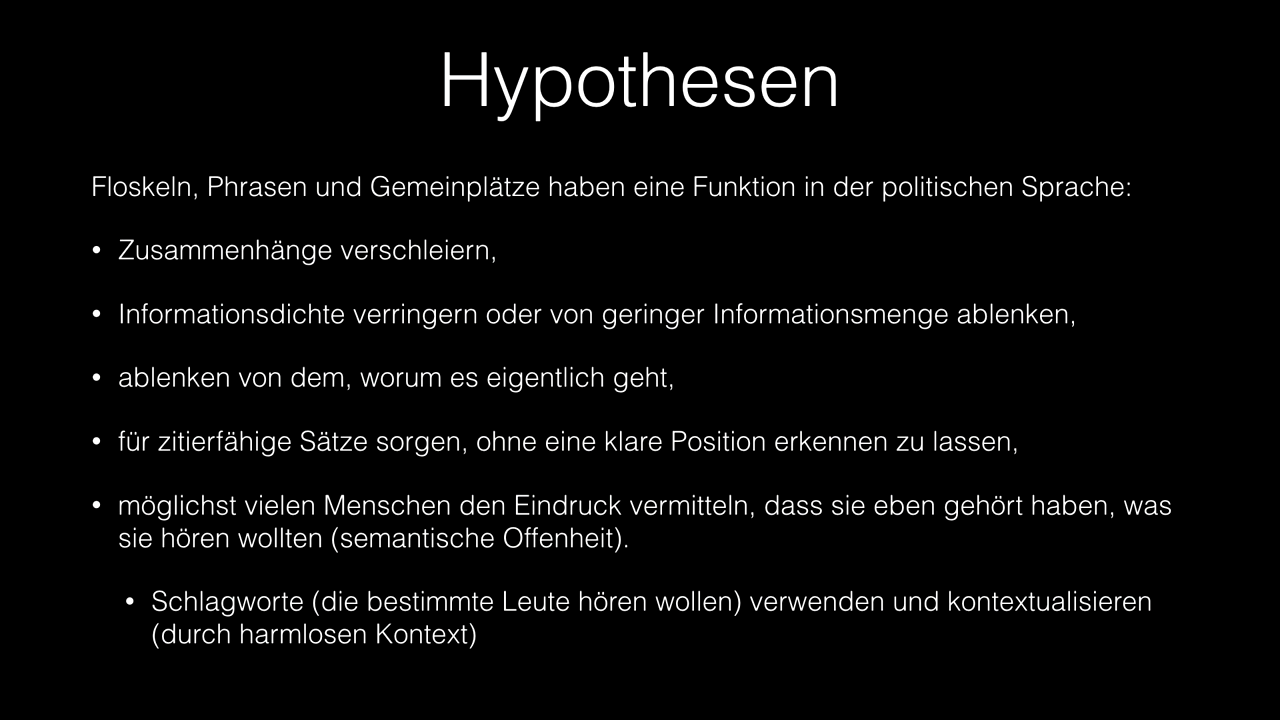 Hypothesen
Floskeln, Phrasen und Gemeinplätze haben eine Funktion in der politischen Sprache:
• Zusammenhänge verschleiern,
• Informationsdichte verringern oder von geringer Informationsmenge ablenken,
• ablenken von dem, worum es eigentlich geht,
• für zitierfähige Sätze sorgen, ohne eine klare Position erkennen zu lassen,
• möglichst vielen Menschen den Eindruck vermitteln, dass sie eben gehört haben, was
sie hören wollten (semantische Offenheit).
• Schlagworte (die bestimmte Leute hören wollen) verwenden und kontextualisieren
(durch harmlosen Kontext)